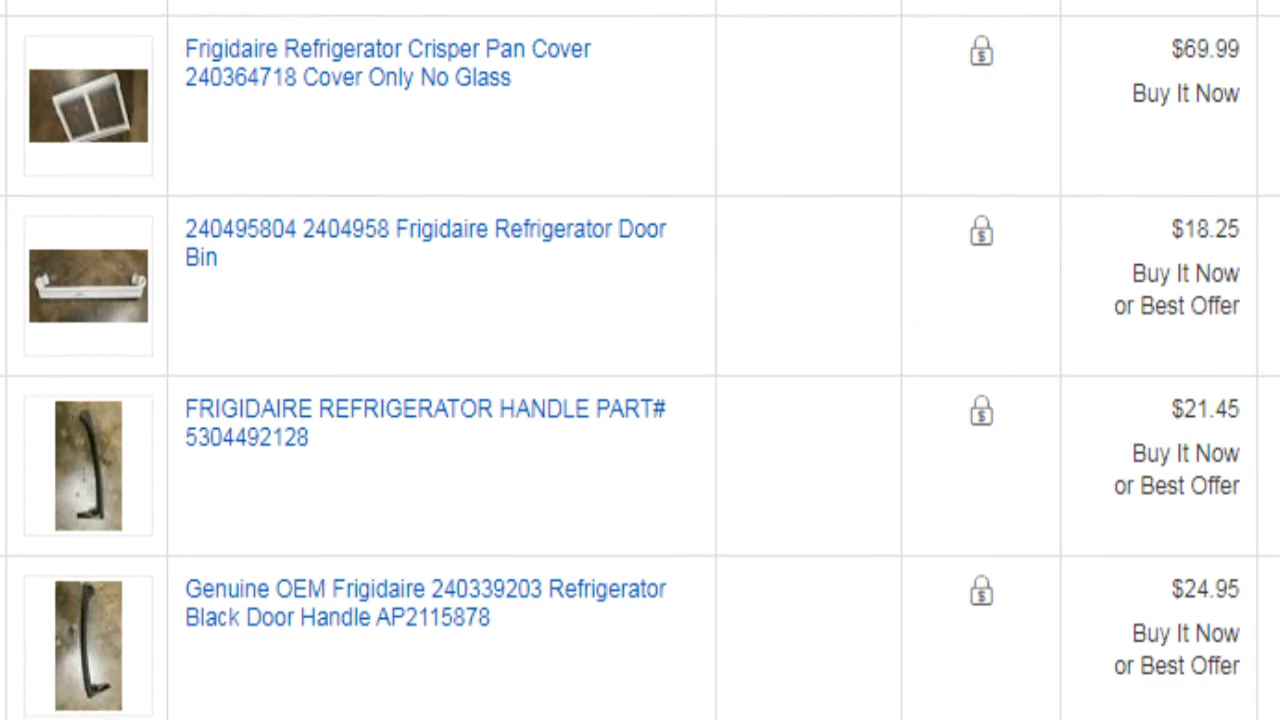 Frigidaire Refrigerator Crisper Pan Cover
240364718 Cover Only No Glass
$
$69.99
Buy It Now
240495804 2404958 Frigidaire Refrigerator Door
Bin
$
$18.25
Buy It Now
or Best Offer
FRIGIDAIRE REFRIGERATOR HANDLE PART#
5304492128
$
$21.45
Buy It Now
or Best Offer
Genuine OEM Frigidaire 240339203 Refrigerator
Black Door Handle AP2115878
$
$24.95
Buy It Now
or Best Offer